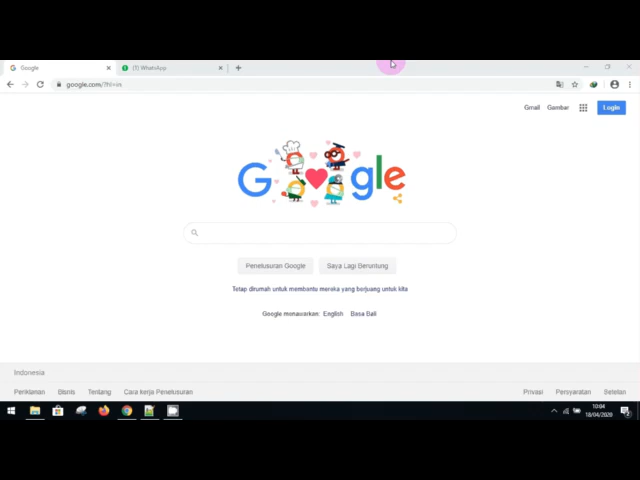 Google
(1) WhatsApp
google.com/?hl=in
Gmail Gambar Login
Google
Penelusuran Google Saya Lagi Beruntung
Tetap dirumah untuk membantu mereka yang berjuang untuk kita
Google menawarkan: English Basa Bali
Indonesia
Periklanan Bisnis Tentang Cara kerja Penelusuran
Privasi Persyaratan Setelan
10:04
18/04/2020